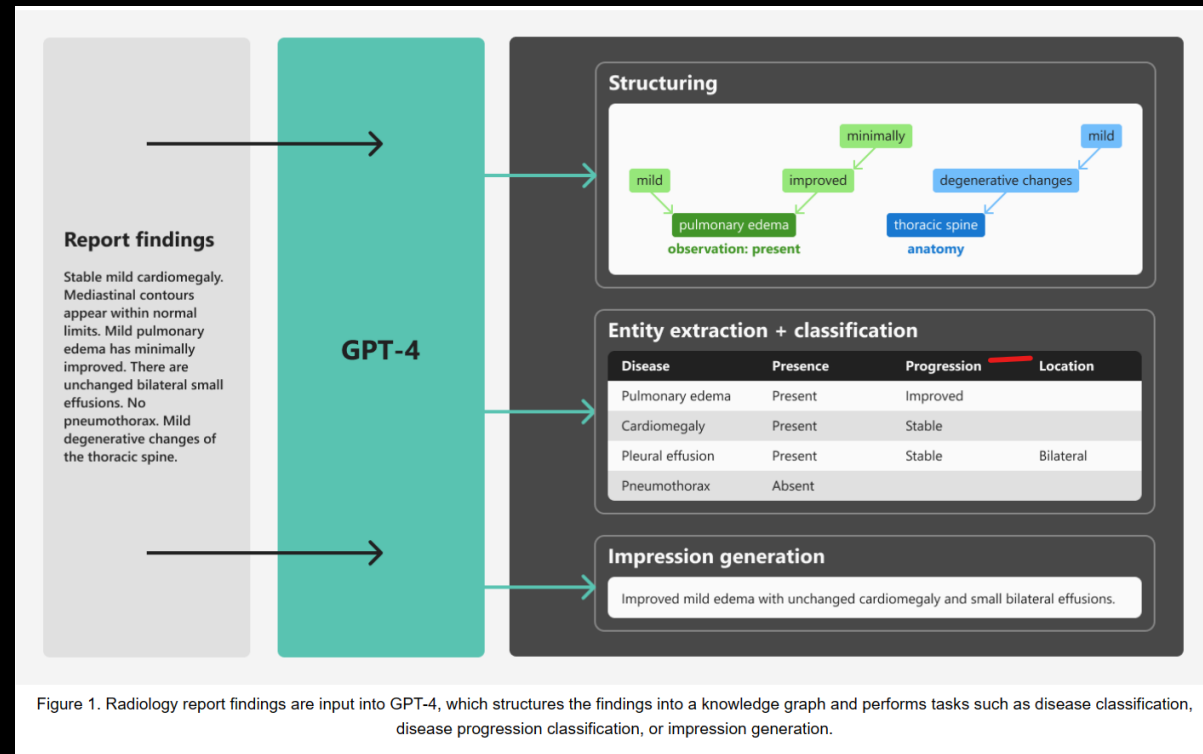 Report findings
Stable mild cardiomegaly.
Mediastinal contours
appear within normal
limits. Mild pulmonary
edema has minimally
improved. There are
unchanged bilateral small
effusions. No
pneumothorax. Mild
degenerative changes of
the thoracic spine.
GPT-4
Structuring
minimally
mild
mild
improved
degenerative changes
pulmonary edema
thoracic spine
observation: present
anatomy
Entity extraction + classification
Disease Presence Progression Location
Pulmonary edema Present Improved
Cardiomegaly Present Stable
Pleural effusion Present Stable Bilateral
Pneumothorax Absent
Impression generation
Improved mild edema with unchanged cardiomegaly and small bilateral effusions.
Figure 1. Radiology report findings are input into GPT-4, which structures the findings into a knowledge graph and performs tasks such as disease classification,
disease progression classification, or impression generation.